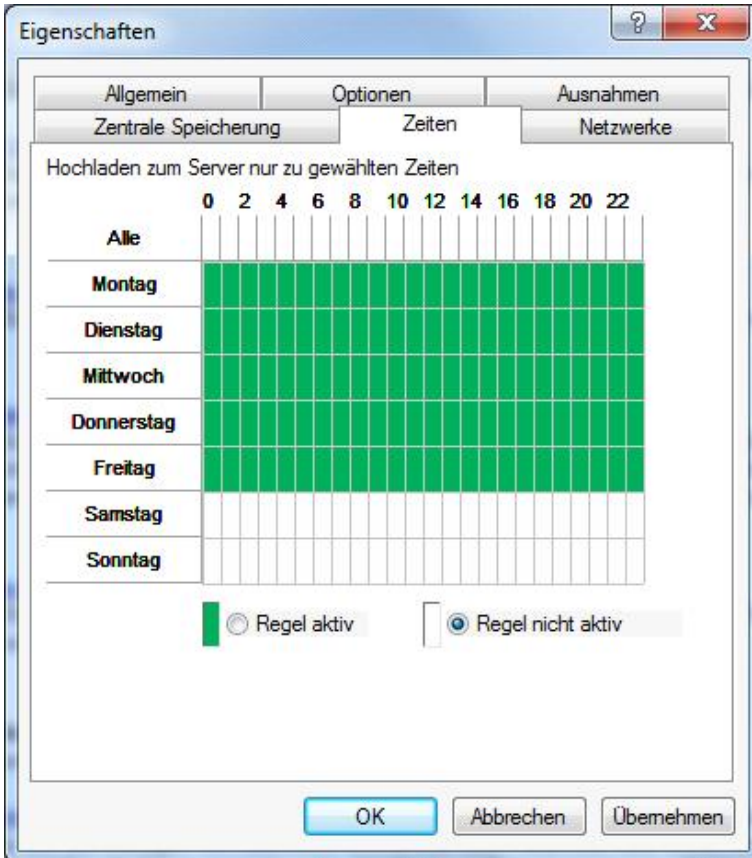 Eigenschaften
?
Allgemein Optionen Ausnahmen
Zentrale Speicherung Zeiten Netzwerke
Hochladen zum Server nur zu gewählten Zeiten
0 2 4 6 8 10 12 14 16 18 20 22
Alle
Montag
Dienstag
Mittwoch
Donnerstag
Freitag
Samstag
Sonntag
Regel aktiv Regel nicht aktiv
OK Abbrechen Übernehmen